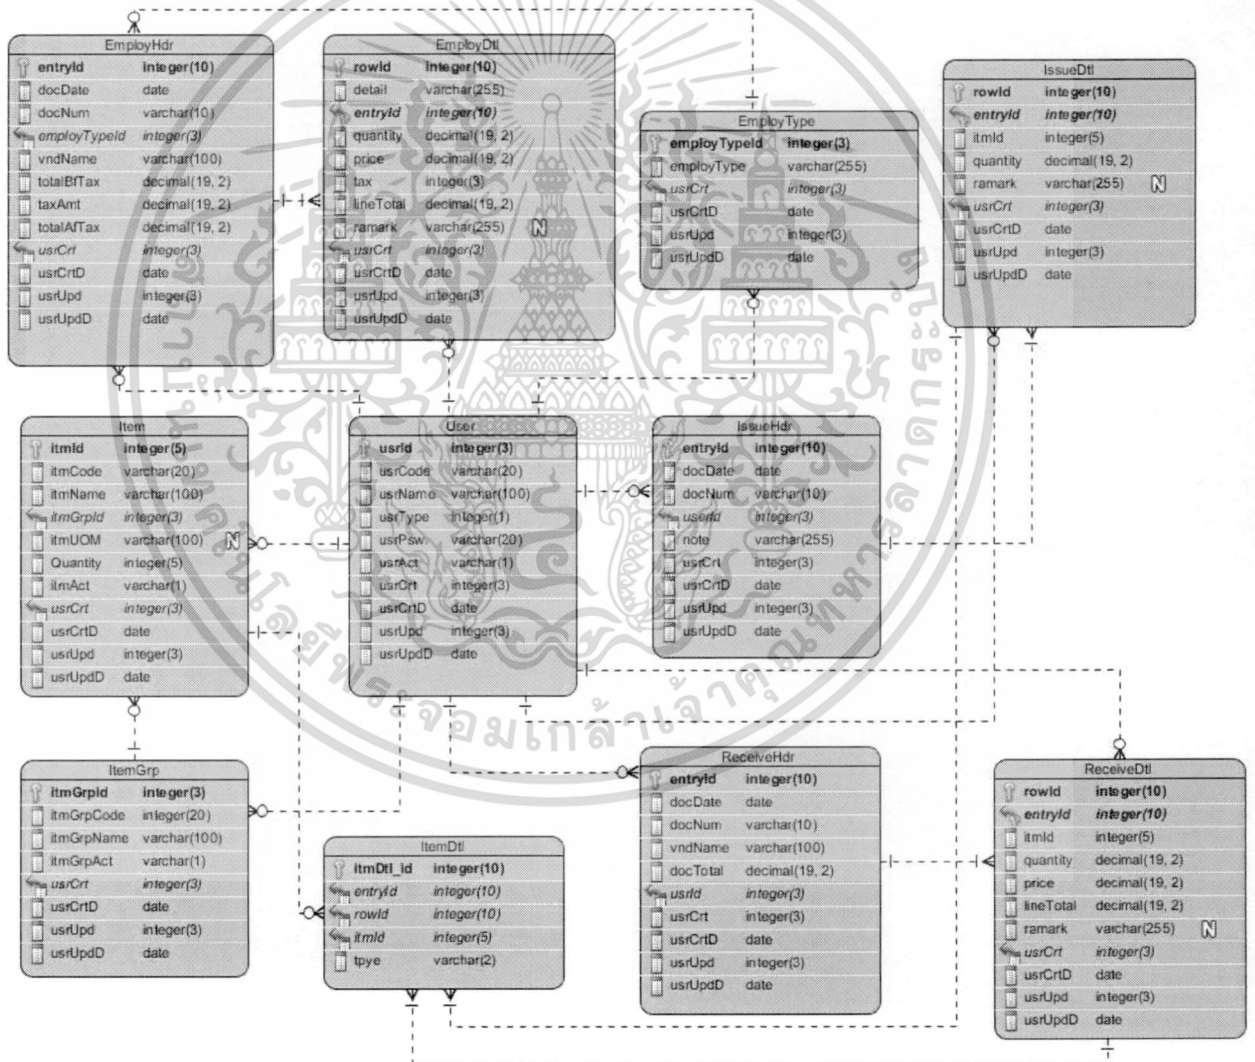 EmployHdr
entryId integer(10)
docDate date
docNum varchar(10)
employTypeId integer(3)
vndName varchar(100)
totalBfTax decimal(19, 2)
taxAmt decimal(19, 2)
totalAfTax decimal(19, 2)
usrCrt integer(3)
usrCrtD date
usrUpd integer(3)
usrUpdD date
EmployDtl
rowId integer(10)
detail varchar(255)
entryId integer(10)
quantity decimal(19, 2)
price decimal(19, 2)
tax integer(3)
lineTotal decimal(19, 2)
ramark varchar(255) N
usrCrt integer(3)
usrCrtD date
usrUpd integer(3)
usrUpdD date
EmployType
employTypeId integer(3)
employType varchar(255)
usrCrt integer(3)
usrCrtD date
usrUpd integer(3)
usrUpdD date
IssueDtl
rowId integer(10)
entryId integer(10)
itmId integer(5)
quantity decimal(19, 2)
ramark varchar(255) N
usrCrt integer(3)
usrCrtD date
usrUpd integer(3)
usrUpdD date
Item
itmId integer(5)
itmCode varchar(20)
itmName varchar(100)
itmGrpId integer(3)
itmUOM varchar(100) N
Quantity integer(5)
itmAct varchar(1)
usrCrt integer(3)
usrCrtD date
usrUpd integer(3)
usrUpdD date
User
usrId integer(3)
usrCode varchar(20)
usrName varchar(100)
usrType integer(1)
usrPsw varchar(20)
usrAct varchar(1)
usrCrt integer(3)
usrCrtD date
usrUpd integer(3)
usrUpdD date
IssueHdr
entryId integer(10)
docDate date
docNum varchar(10)
userId integer(3)
note varchar(255)
usrCrt integer(3)
usrCrtD date
usrUpd integer(3)
usrUpdD date
ItemGrp
itmGrpId integer(3)
itmGrpCode integer(20)
itmGrpName varchar(100)
itmGrpAct varchar(1)
usrCrt integer(3)
usrCrtD date
usrUpd integer(3)
usrUpdD date
ItemDtl
itmDtl_id integer(10)
entryId integer(10)
rowId integer(10)
itmId integer(5)
tpye varchar(2)
ReceiveHdr
entryId integer(10)
docDate date
docNum varchar(10)
vndName varchar(100)
docTotal decimal(19, 2)
usrId integer(3)
usrCrt integer(3)
usrCrtD date
usrUpd integer(3)
usrUpdD date
ReceiveDtl
rowId integer(10)
entryId integer(10)
itmId integer(5)
quantity decimal(19, 2)
price decimal(19, 2)
lineTotal decimal(19, 2)
ramark varchar(255) N
usrCrt integer(3)
usrCrtD date
usrUpd integer(3)
usrUpdD date